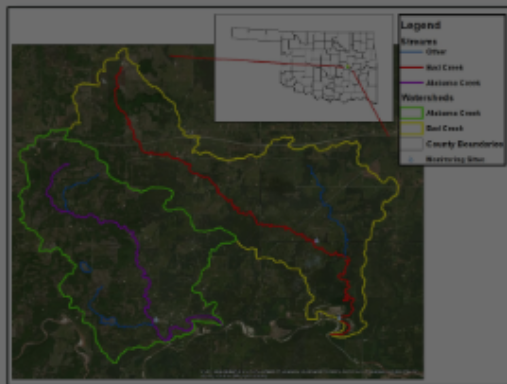 Legend
Streams
Other
Bad Creek
Alabama Creek
Watersheds
Alabama Creek
Bad Creek
County Boundaries
Monitoring Sites